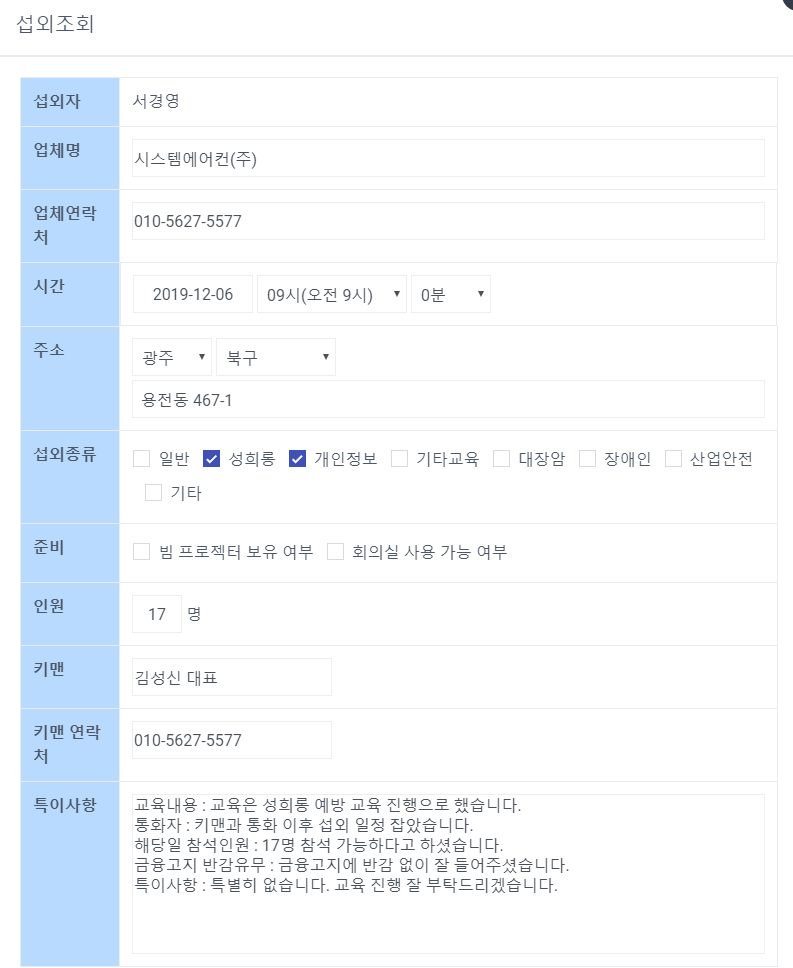 섭외조회
섭외자
서경영
업체명
시스템에어컨(주)
업체연락
처
010-5627-5577
시간
2019-12-06 09시(오전 9시) 0분
주소
광주 북구
용전동 467-1
섭외종류
일반 성희롱 개인정보 기타교육 대장암 장애인 산업안전
기타
준비
빔 프로젝터 보유 여부 회의실 사용 가능 여부
인원
17 명
키맨
김성신 대표
키맨 연락
처
010-5627-5577
특이사항
교육내용 : 교육은 성희롱 예방 교육 진행으로 했습니다.
통화자 : 키맨과 통화 이후 섭외 일정 잡았습니다.
해당일 참석인원 : 17명 참석 가능하다고 하셨습니다.
금융고지 반감유무 : 금융고지에 반감 없이 잘 들어주셨습니다.
특이사항 : 특별히 없습니다. 교육 진행 잘 부탁드리겠습니다.